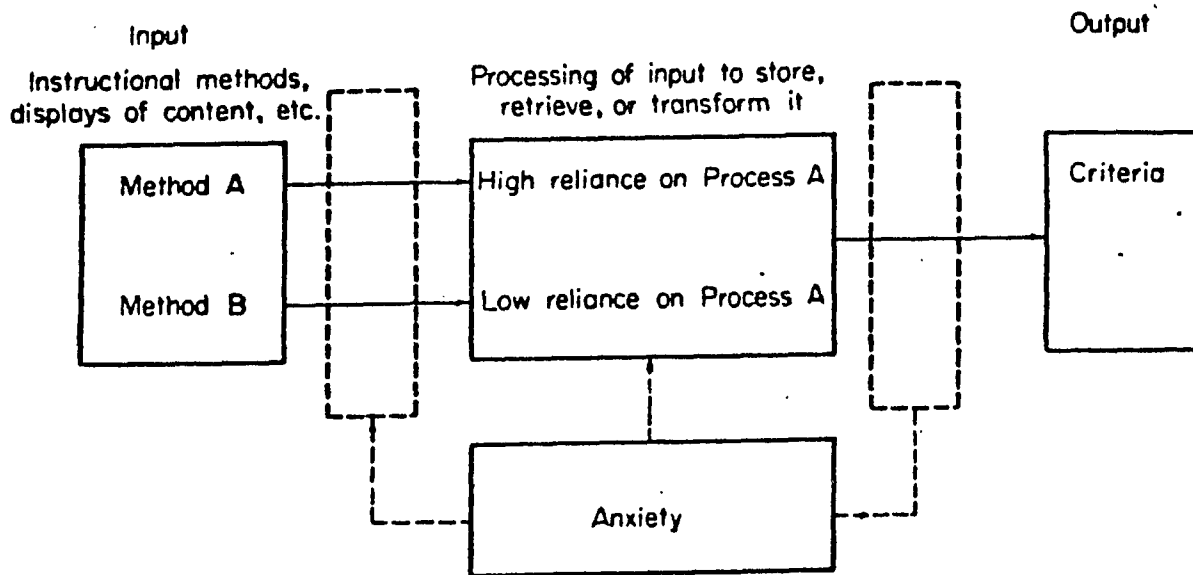 Input
Instructional methods,
displays of content, etc.
Method A
Method B
Processing of input to store,
retrieve, or transform it
High reliance on Process A
Low reliance on Process A
Output
Criteria
Anxiety